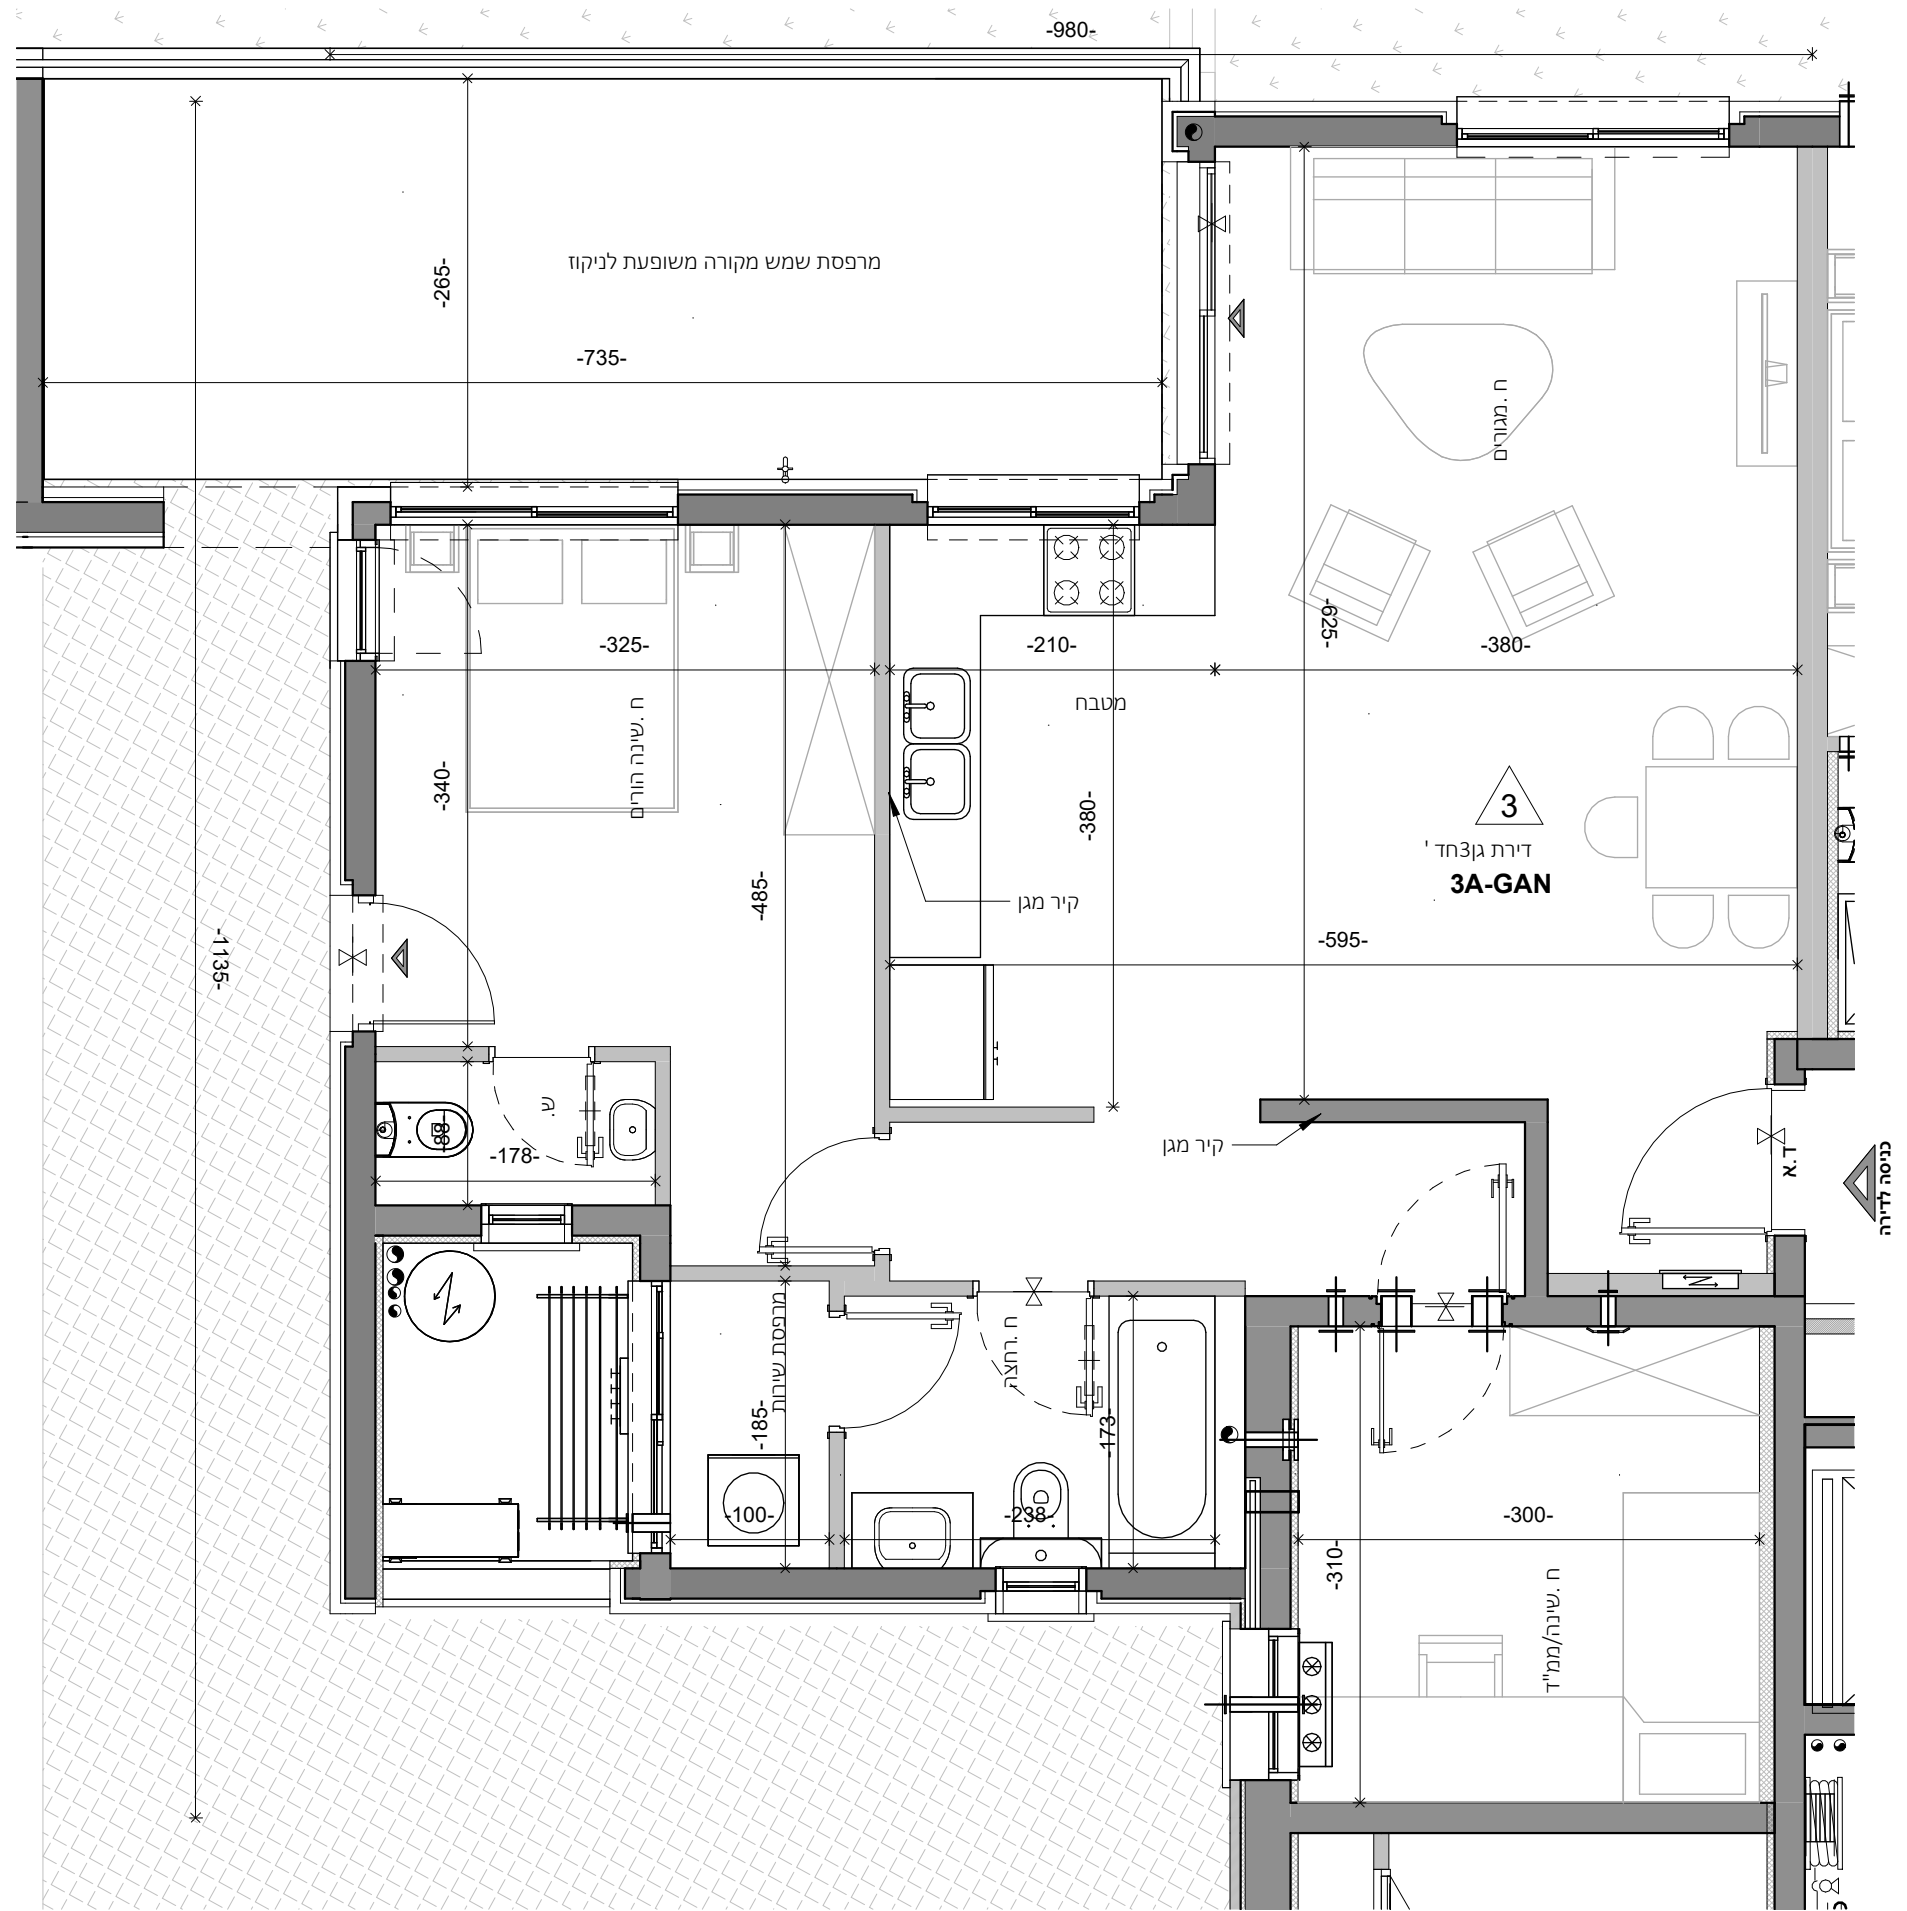 -980-
-265-
מרפסת שמש מקורה משופעת לניקוז
-735-
ח .מגורים
-625-
-325-
-210-
-380-
ח .שינה הורים
מטבח
-340-
-380-
3
דירת גן3חד '
3A-GAN
-485-
קיר מגן
-1135-
-595-
ש.
-88-
-178-
קיר מגן
ד.א
כניסה לדירה
מרפסת שירות
ח .רחצה
-185-
-173-
-100-
-238-
-300-
-310-
ח .שינה/ממ"ד